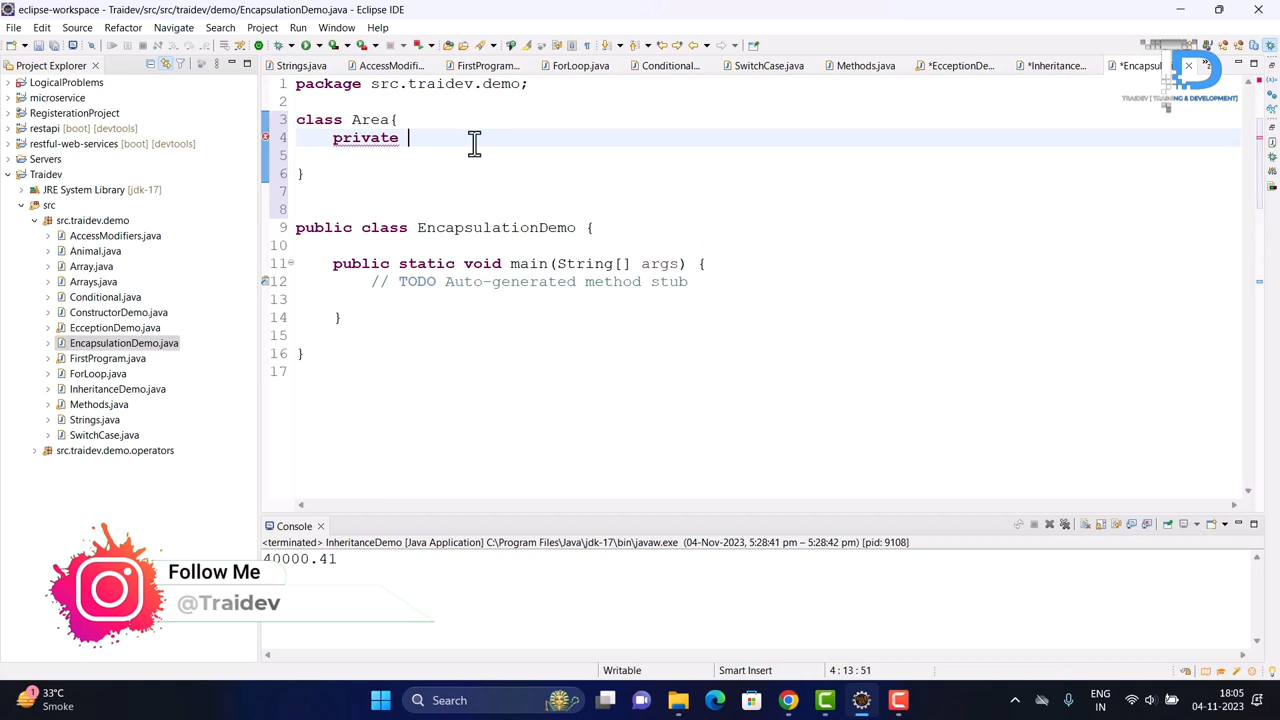 eclipse-workspace - Traidev/src/src/traidev/demo/EncapsulationDemo.java - Eclipse IDE
File Edit Source Refactor Navigate Search Project Run Window Help
Project Explorer
Strings.java
AccessModifi...
FirstProgram...
ForLoop.java
Conditional...
SwitchCase.java
Methods.java
*EcceptionDe...
*Inheritance...
*Encapsu
TRAIDEV [ TRAINING & DEVELOPMENT]
LogicalProblems
microservice
RegistrationProject
restapi [boot] [devtools]
restful-web-services [boot] [devtools]
Servers
Traidev
JRE System Library [jdk-17]
src
src.traidev.demo
AccessModifiers.java
Animal.java
Array.java
Arrays.java
Conditional.java
ConstructorDemo.java
EcceptionDemo.java
EncapsulationDemo.java
FirstProgram.java
ForLoop.java
InheritanceDemo.java
Methods.java
Strings.java
SwitchCase.java
src.traidev.demo.operators
1 package src.traidev.demo;
2
3 class Area{
4 private
5
6 }
7
8
9 public class EncapsulationDemo {
10
11 public static void main(String[] args) {
12 // TODO Auto-generated method stub
13
14 }
15
16 }
17
Console
<terminated> InheritanceDemo [Java Application] C:\Program Files\Java\jdk-17\bin\javaw.exe (04-Nov-2023, 5:28:41 pm – 5:28:42 pm) [pid: 9108]
40000.41
Follow Me
@Traidev
Writable
Smart Insert
4 : 13 : 51
1
33°C
Smoke
Search
ENG
IN
18:05
04-11-2023